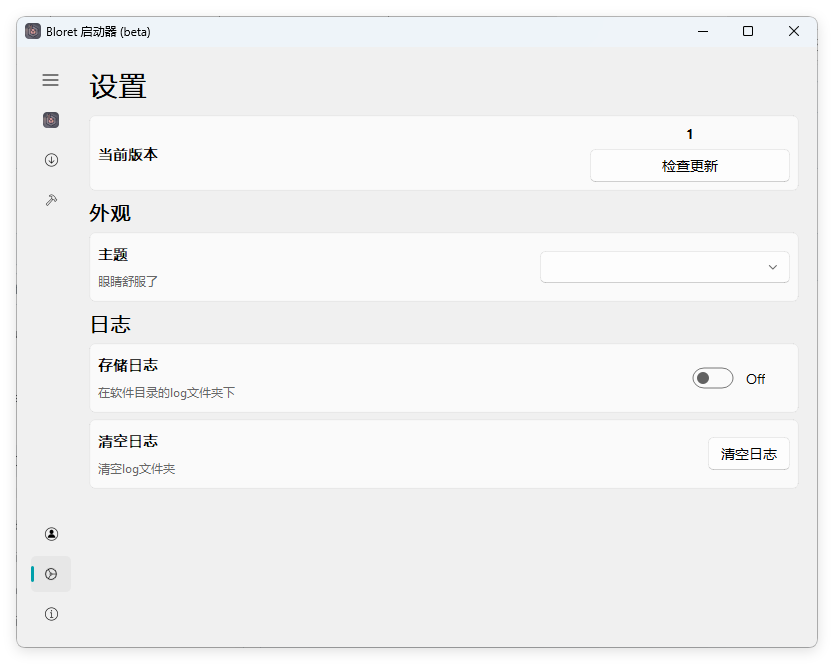 Bloret 启动器 (beta)
设置
1
当前版本
检查更新
外观
主题
眼睛舒服了
日志
存储日志
在软件目录的log文件夹下
Off
清空日志
清空log文件夹
清空日志